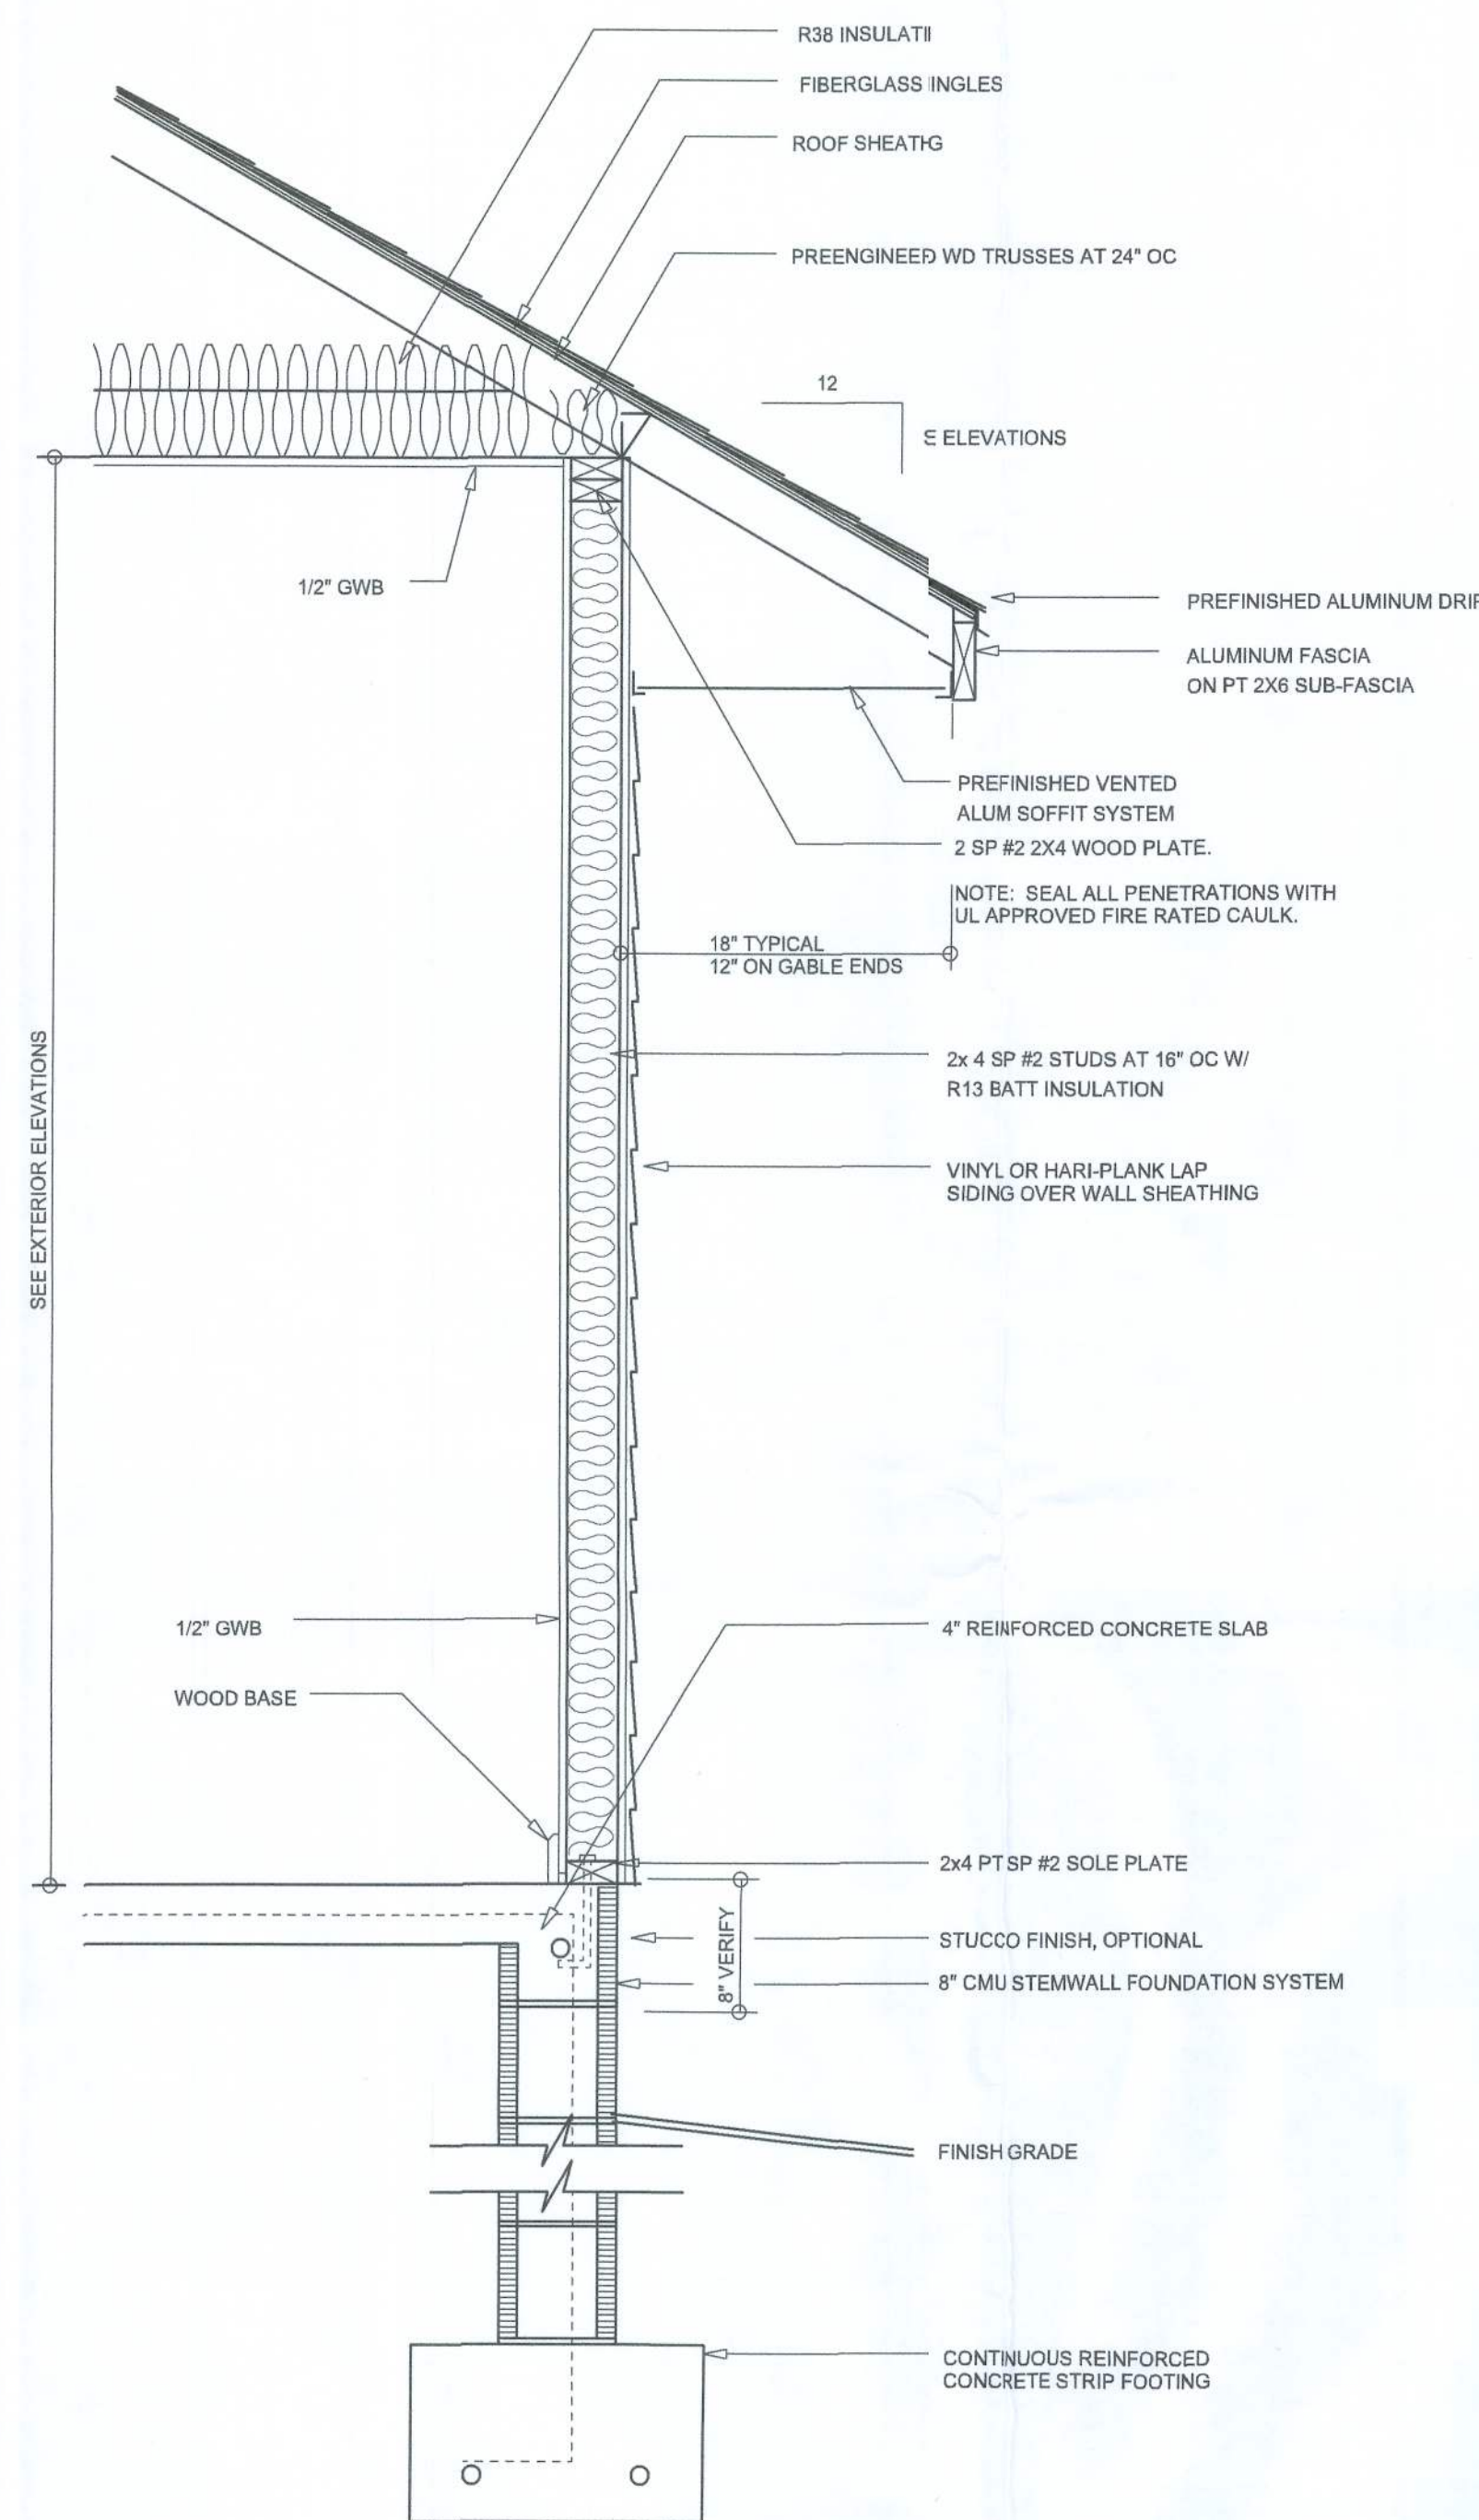 R38 INSULATI
FIBERGLASS INGLES
ROOF SHEATHG
PREENGINEED WD TRUSSES AT 24" OC
12
E ELEVATIONS
1/2" GWB
PREFINISHED ALUMINUM DRIP
ALUMINUM FASCIA
ON PT 2X6 SUB-FASCIA
PREFINISHED VENTED
ALUM SOFFIT SYSTEM
2 SP #2 2X4 WOOD PLATE.
NOTE: SEAL ALL PENETRATIONS WITH
UL APPROVED FIRE RATED CAULK.
18" TYPICAL
12" ON GABLE ENDS
SEE EXTERIOR ELEVATIONS
2x 4 SP #2 STUDS AT 16" OC W/
R13 BATT INSULATION
VINYL OR HARI-PLANK LAP
SIDING OVER WALL SHEATHING
1/2" GWB
4" REINFORCED CONCRETE SLAB
WOOD BASE
2x4 PT SP #2 SOLE PLATE
8" VERIFY
STUCCO FINISH, OPTIONAL
8" CMU STEMWALL FOUNDATION SYSTEM
FINISH GRADE
CONTINUOUS REINFORCED
CONCRETE STRIP FOOTING